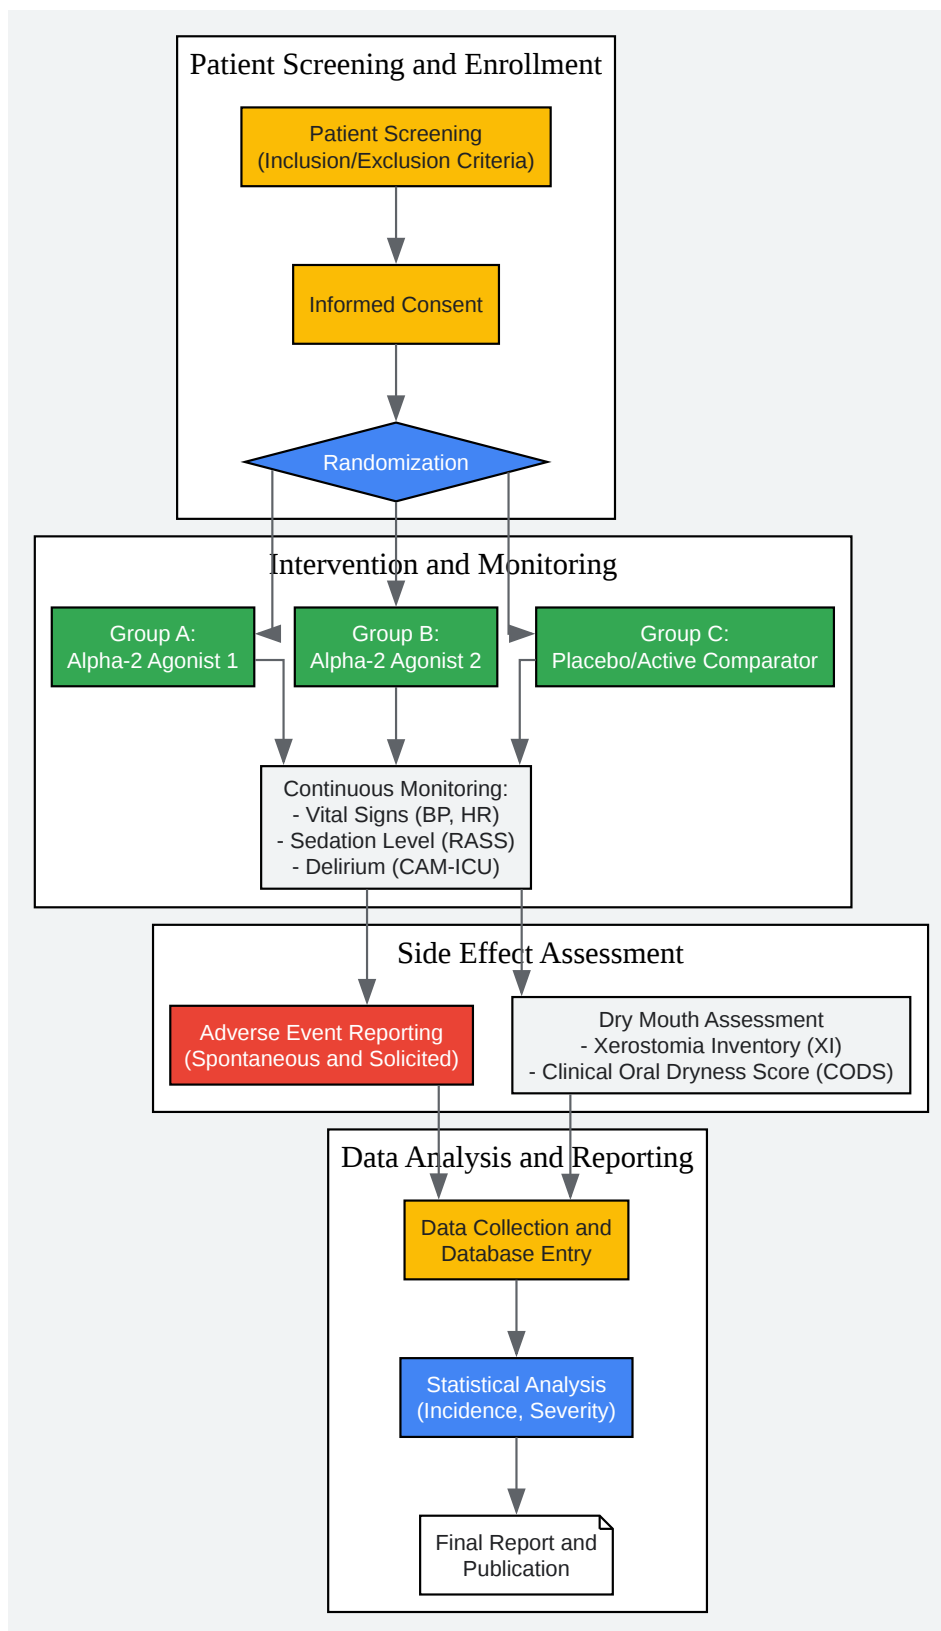 Patient Screening and Enrollment
Patient Screening
(Inclusion/Exclusion Criteria)
Informed Consent
Randomization
Intervention and Monitoring
Group A:
Alpha-2 Agonist 1
Group B:
Alpha-2 Agonist 2
Group C:
Placebo/Active Comparator
Continuous Monitoring:
- Vital Signs (BP, HR)
- Sedation Level (RASS)
- Delirium (CAM-ICU)
Side Effect Assessment
Adverse Event Reporting
(Spontaneous and Solicited)
Dry Mouth Assessment
- Xerostomia Inventory (XI)
- Clinical Oral Dryness Score (CODS)
Data Analysis and Reporting
Data Collection and
Database Entry
Statistical Analysis
(Incidence, Severity)
Final Report and
Publication